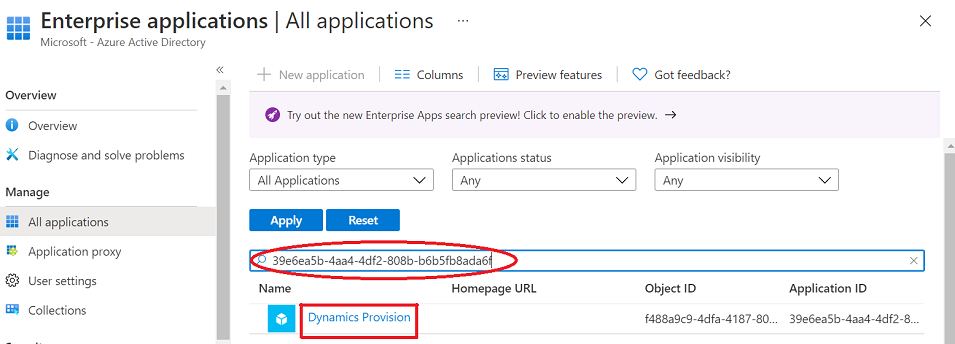 Enterprise applications | All applications ...
Microsoft - Azure Active Directory
New application
Columns
Preview features
Got feedback?
Overview
Overview
Diagnose and solve problems
Manage
All applications
Application proxy
User settings
Collections
Try out the new Enterprise Apps search preview! Click to enable the preview. →
Application type
Applications status
Application visibility
All Applications
Any
Any
Apply
Reset
39e6ea5b-4aa4-4df2-808b-b6b5fb8ada6f
Name
Homepage URL
Object ID
Application ID
Dynamics Provision
f488a9c9-4dfa-4187-80...
39e6ea5b-4aa4-4df2-8...